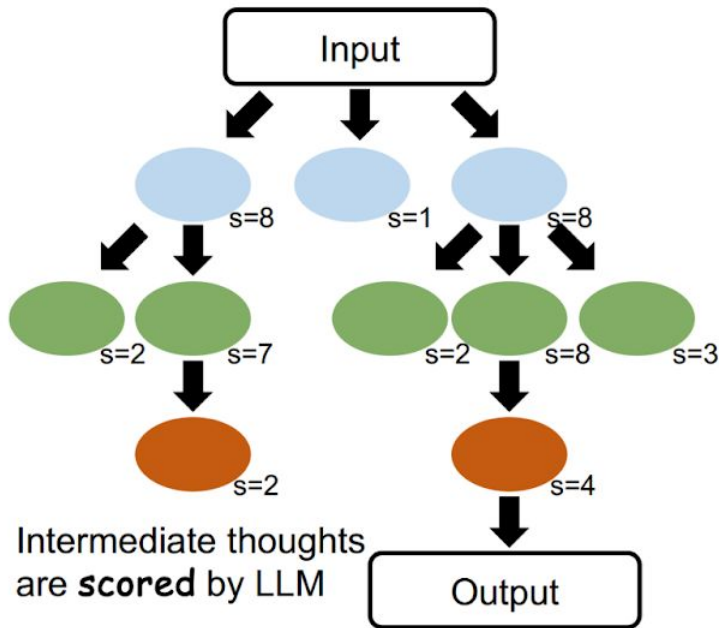 Input
s=8
s=1
s=8
s=2
s=7
s=2
s=8
s=3
s=2
s=4
Intermediate thoughts
are scored by LLM
Output